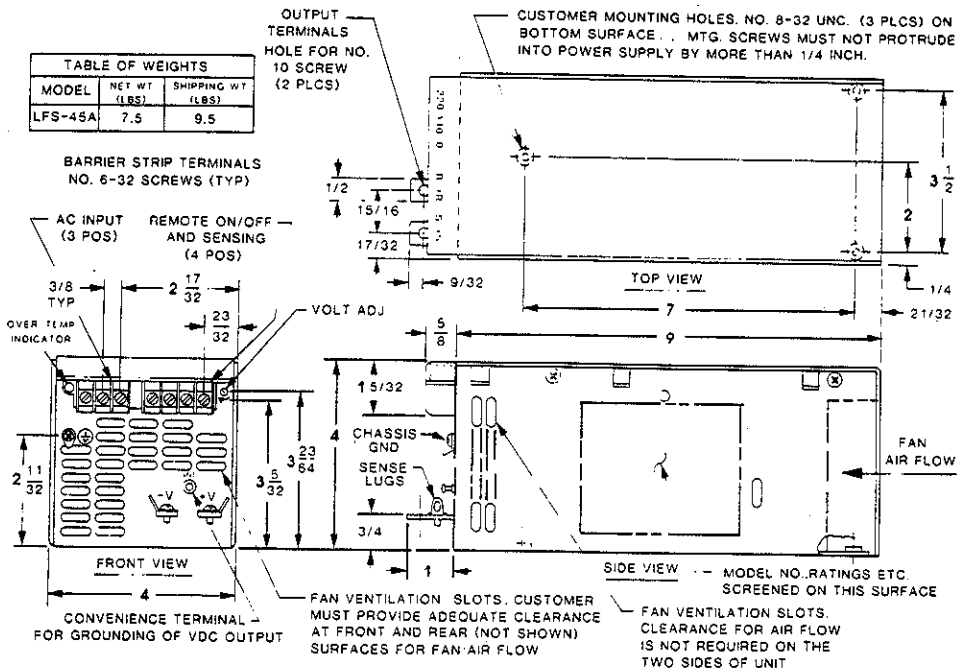 OUTPUT
TERMINALS
HOLE FOR NO.
10 SCREW
(2 PLCS)
CUSTOMER MOUNTING HOLES. NO. 8-32 UNC. (3 PLCS) ON
BOTTOM SURFACE. . MTG. SCREWS MUST NOT PROTRUDE
INTO POWER SUPPLY BY MORE THAN 1/4 INCH.
TABLE OF WEIGHTS
MODEL NET WT (LBS) SHIPPING WT (LBS)
LFS-45A 7.5 9.5
BARRIER STRIP TERMINALS
NO. 6-32 SCREWS (TYP)
220 110 0
1/2
15/16
17/32
9/32
TOP VIEW
3 1/2
2
7
1/4
21/32
AC INPUT
(3 POS)
REMOTE ON/OFF
AND SENSING
(4 POS)
3/8
TYP
2 17/32
23/32
OVER TEMP
INDICATOR
VOLT ADJ
5/8
9
4
1 5/32
CHASSIS
GND
SENSE
LUGS
3/4
1
2 11/32
3 5/32
3 23/64
-V +V
FRONT VIEW
4
FAN
AIR FLOW
SIDE VIEW
MODEL NO., RATINGS ETC.
SCREENED ON THIS SURFACE
CONVENIENCE TERMINAL
FOR GROUNDING OF VDC OUTPUT
FAN VENTILATION SLOTS. CUSTOMER
MUST PROVIDE ADEQUATE CLEARANCE
AT FRONT AND REAR (NOT SHOWN)
SURFACES FOR FAN AIR FLOW
FAN VENTILATION SLOTS.
CLEARANCE FOR AIR FLOW
IS NOT REQUIRED ON THE
TWO SIDES OF UNIT